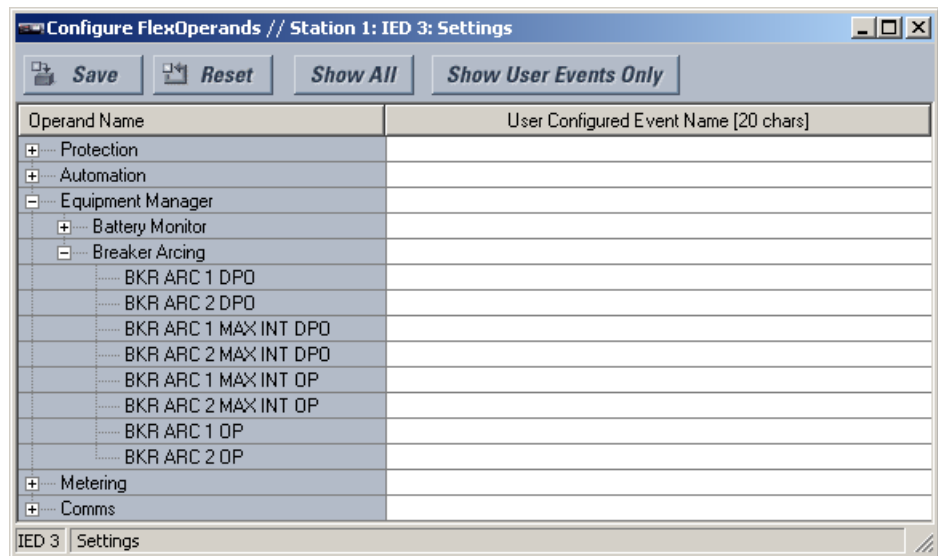 Configure FlexOperands // Station 1: IED 3: Settings
Save Reset Show All Show User Events Only
Operand Name User Configured Event Name [20 chars]
Protection
Automation
Equipment Manager
Battery Monitor
Breaker Arcing
BKR ARC 1 DPO
BKR ARC 2 DPO
BKR ARC 1 MAX INT DPO
BKR ARC 2 MAX INT DPO
BKR ARC 1 MAX INT OP
BKR ARC 2 MAX INT OP
BKR ARC 1 OP
BKR ARC 2 OP
Metering
Comms
IED 3 Settings